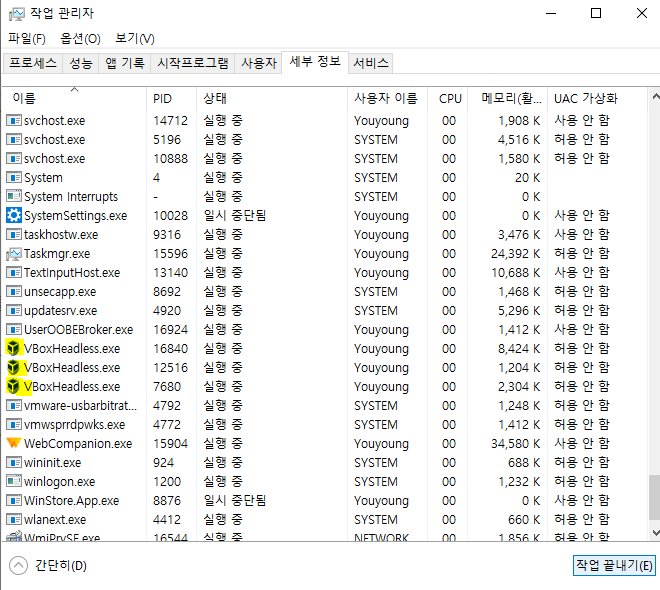 작업 관리자
파일(F) 옵션(O) 보기(V)
프로세스 성능 앱 기록 시작프로그램 사용자 세부 정보 서비스
이름 PID 상태 사용자 이름 CPU 메모리(활... UAC 가상화
svchost.exe 14712 실행 중 Youyoung 00 1,908 K 사용 안 함
svchost.exe 5196 실행 중 SYSTEM 00 4,516 K 허용 안 함
svchost.exe 10888 실행 중 SYSTEM 00 1,580 K 허용 안 함
System 4 실행 중 SYSTEM 00 20 K
System Interrupts - 실행 중 SYSTEM 00 0 K
SystemSettings.exe 10028 일시 중단됨 Youyoung 00 0 K 사용 안 함
taskhostw.exe 9316 실행 중 Youyoung 00 3,476 K 사용 안 함
Taskmgr.exe 15596 실행 중 Youyoung 00 24,392 K 허용 안 함
TextInputHost.exe 13140 실행 중 Youyoung 00 10,688 K 사용 안 함
unsecapp.exe 8692 실행 중 SYSTEM 00 1,468 K 허용 안 함
updatesrv.exe 4920 실행 중 SYSTEM 00 5,296 K 허용 안 함
UserOOBEBroker.exe 16924 실행 중 Youyoung 00 1,412 K 사용 안 함
VBoxHeadless.exe 16840 실행 중 Youyoung 00 8,424 K 허용 안 함
VBoxHeadless.exe 12516 실행 중 Youyoung 00 1,204 K 허용 안 함
VBoxHeadless.exe 7680 실행 중 Youyoung 00 2,304 K 허용 안 함
vmware-usbarbitrat... 4792 실행 중 SYSTEM 00 1,248 K 허용 안 함
vmwsprrdpwks.exe 4772 실행 중 SYSTEM 00 1,412 K 허용 안 함
WebCompanion.exe 15904 실행 중 Youyoung 00 34,580 K 사용 안 함
wininit.exe 924 실행 중 SYSTEM 00 688 K 허용 안 함
winlogon.exe 1200 실행 중 SYSTEM 00 1,232 K 허용 안 함
WinStore.App.exe 8876 일시 중단됨 Youyoung 00 0 K 사용 안 함
wlanext.exe 4412 실행 중 SYSTEM 00 660 K 허용 안 함
WmiPrvSE.exe 16544 실행 중 NETWORK 00 1,856 K 허용 안 함
간단히(D) 작업 끝내기(E)